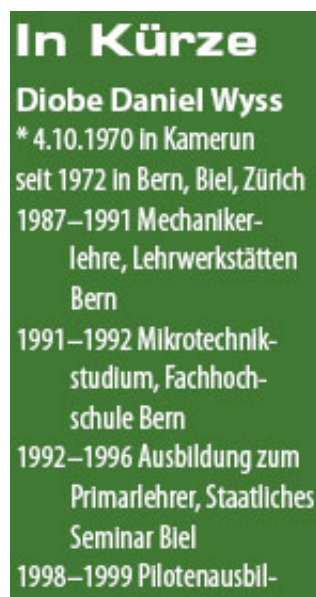 In Kürze
Diobe Daniel Wyss
* 4.10.1970 in Kamerun
seit 1972 in Bern, Biel, Zürich
1987–1991 Mechaniker-
lehre, Lehrwerkstätten
Bern
1991–1992 Mikrotechnik-
studium, Fachhoch-
schule Bern
1992–1996 Ausbildung zum
Primarlehrer, Staatliches
Seminar Biel
1998–1999 Pilotenausbil-